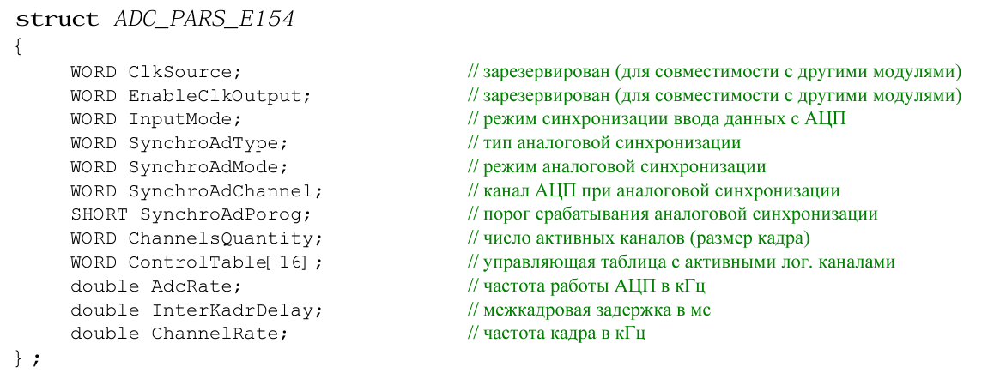 struct ADC_PARS_E154
{
WORD ClkSource; // зарезервирован (для совместимости с другими модулями)
WORD EnableClkOutput; // зарезервирован (для совместимости с другими модулями)
WORD InputMode; // режим синхронизации ввода данных с АЦП
WORD SynchroAdType; // тип аналоговой синхронизации
WORD SynchroAdMode; // режим аналоговой синхронизации
WORD SynchroAdChannel; // канал АЦП при аналоговой синхронизации
SHORT SynchroAdPorog; // порог срабатывания аналоговой синхронизации
WORD ChannelsQuantity; // число активных каналов (размер кадра)
WORD ControlTable[16]; // управляющая таблица с активными лог. каналами
double AdcRate; // частота работы АЦП в кГц
double InterKadrDelay; // межкадровая задержка в мс
double ChannelRate; // частота кадра в кГц
};